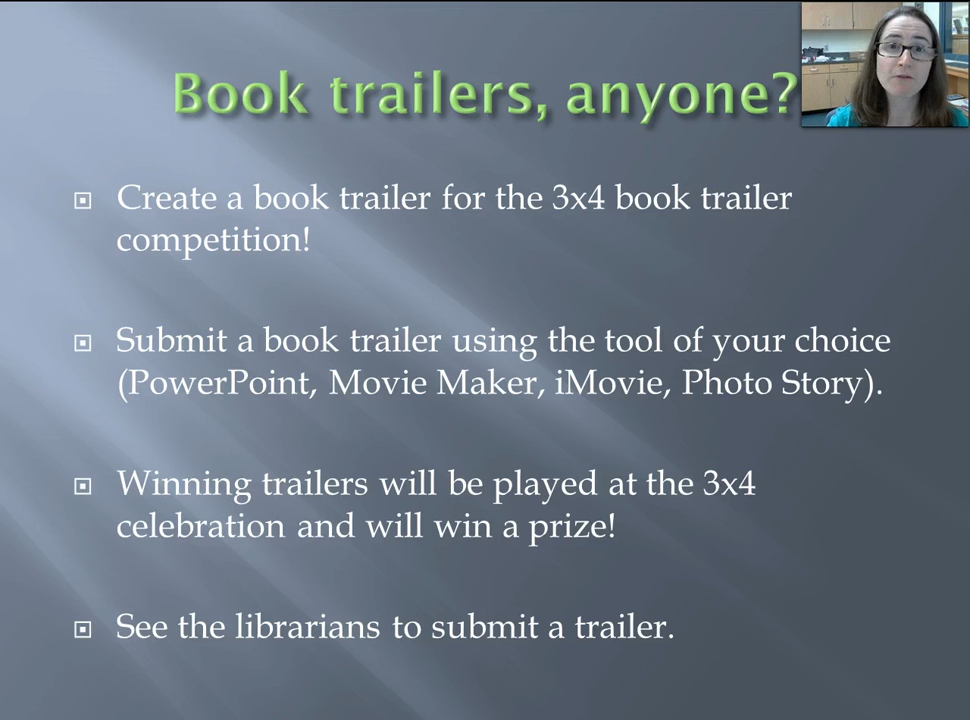 Book trailers, anyone?
Create a book trailer for the 3x4 book trailer
competition!
Submit a book trailer using the tool of your choice
(PowerPoint, Movie Maker, iMovie, Photo Story).
Winning trailers will be played at the 3x4
celebration and will win a prize!
See the librarians to submit a trailer.